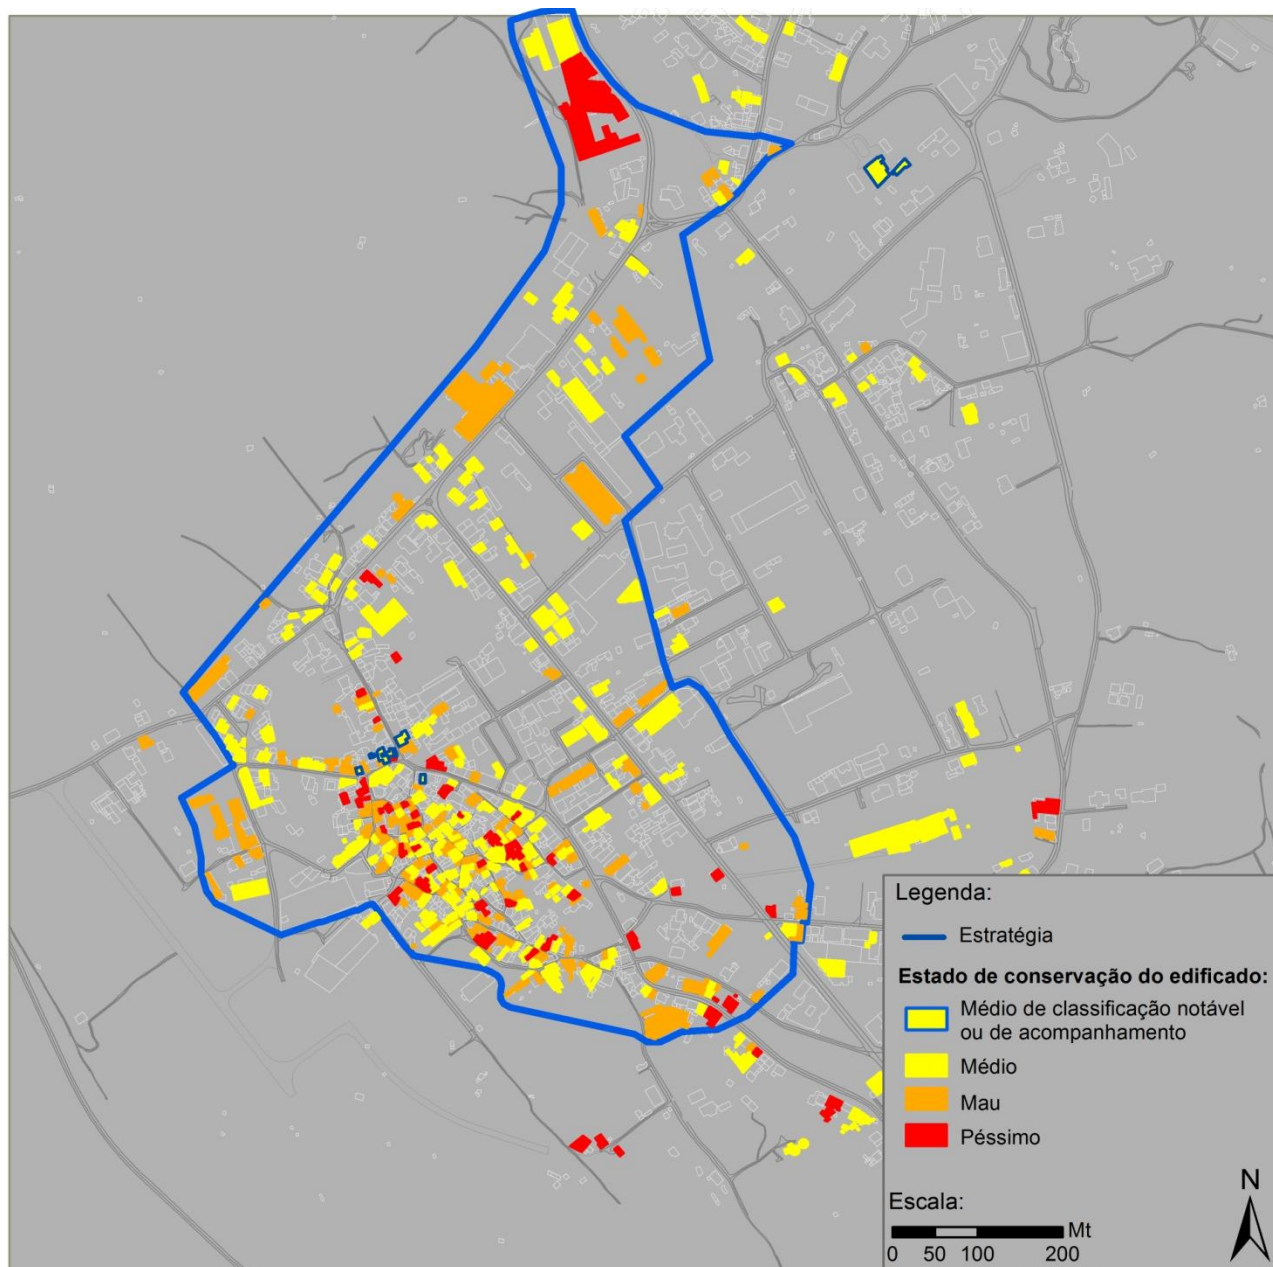 Legenda:
Estratégia
Estado de conservação do edificado:
Médio de classificação notável
ou de acompanhamento
Médio
Mau
Péssimo
Escala:
Mt
0 50 100 200
N